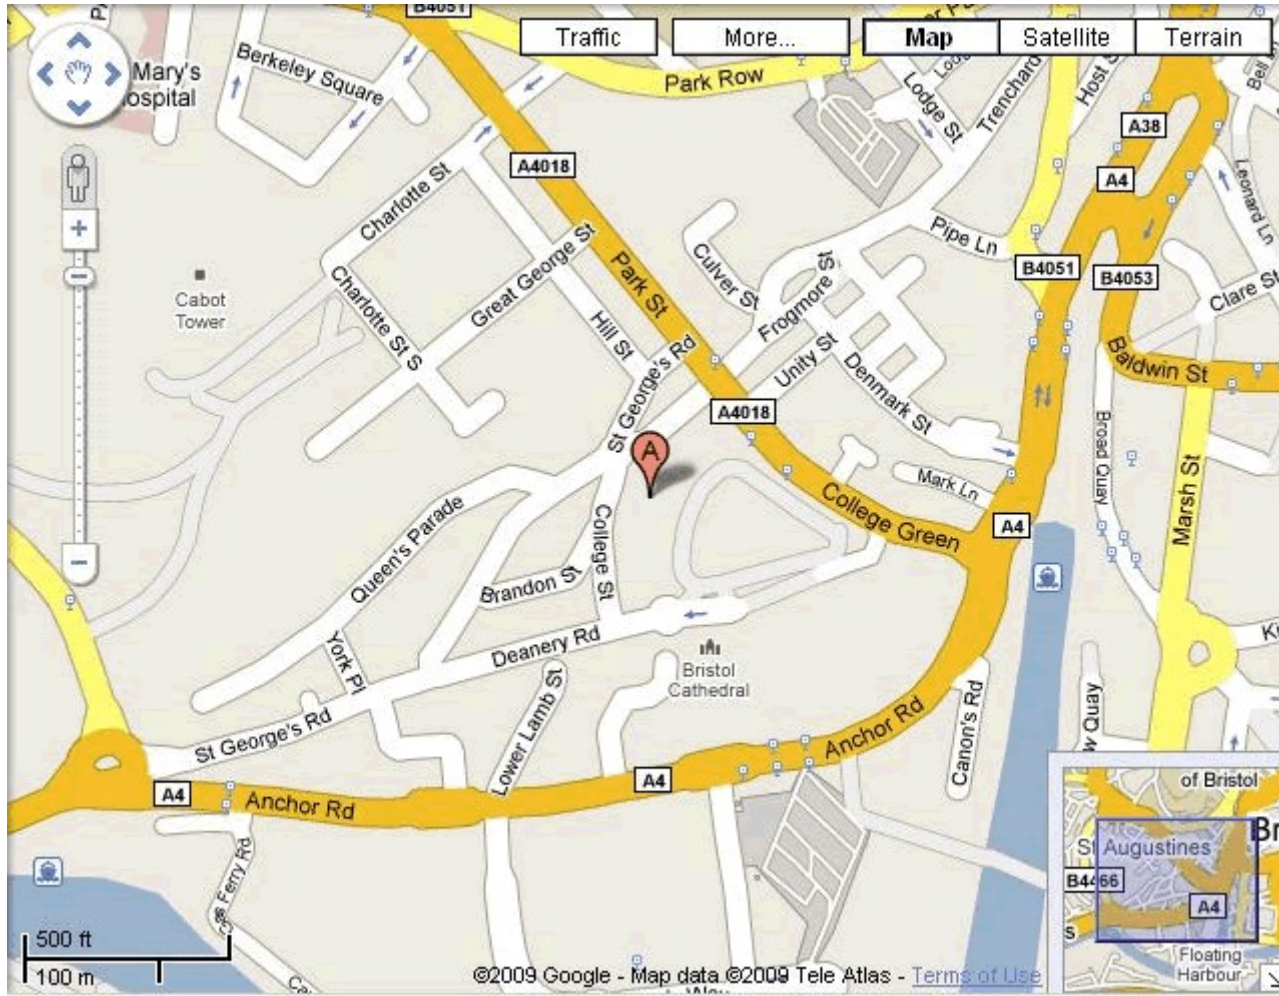 B4051
Traffic
More...
Map
Satellite
Terrain
Mary's
Berkeley Square
Park Row
Lodge St
Trenchard
Host S
A38
A4018
A4
Leonard Ln
Charlotte St
Pipe Ln
Great George St
Park St
Culver St
B4051
B4053
Cabot
Tower
Charlotte St S
Frogmore St
Clare St
Hill St
St George's Rd
Unity St
Denmark St
Baldwin St
A4018
A
Broad Quay
Mark Ln
Marsh St
College Green
A4
Queen's Parade
College St
Brandon St
Deanery Rd
York Pl
Bristol
Cathedral
Lower Lamb St
Anchor Rd
Canon's Rd
w Quay
St George's Rd
A4
A4
Anchor Rd
of Bristol
Augustines
B4466
A4
Ferry Rd
Floating
Harbour
500 ft
100 m
©2009 Google - Map data ©2009 Tele Atlas - Terms of Use